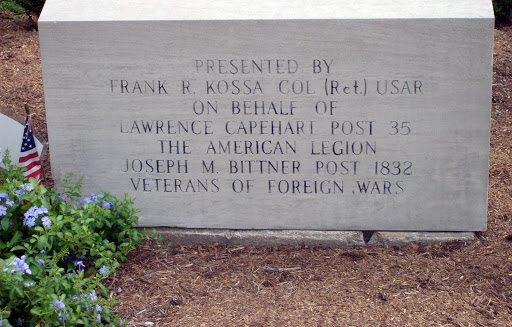 PRESENTED BY
FRANK R. KOSSA COL (Ret.) USAR
ON BEHALF OF
LAWRENCE CAPEHART POST 35
THE AMERICAN LEGION
JOSEPH M. BITTNER POST 1832
VETERANS OF FOREIGN WARS